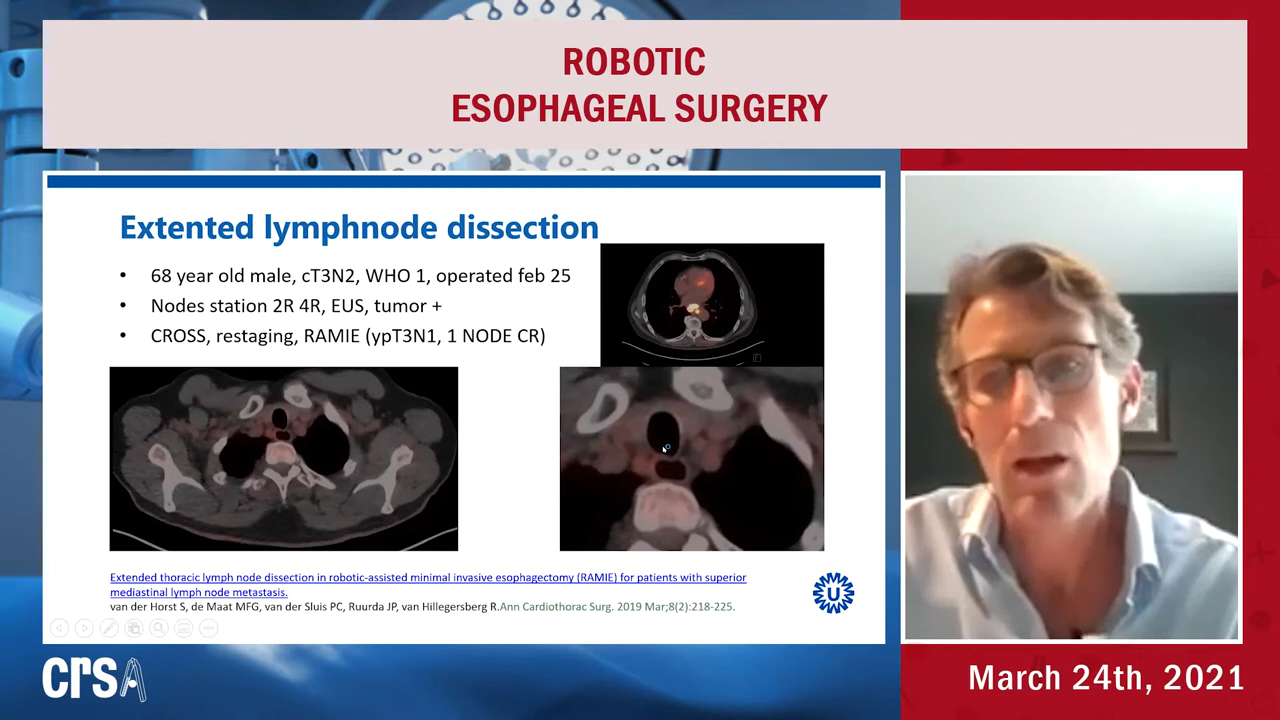 ROBOTIC
ESOPHAGEAL SURGERY
Extented lymphnode dissection
• 68 year old male, cT3N2, WHO 1, operated feb 25
• Nodes station 2R 4R, EUS, tumor +
• CROSS, restaging, RAMIE (ypT3N1, 1 NODE CR)
Extended thoracic lymph node dissection in robotic-assisted minimal invasive esophagectomy (RAMIE) for patients with superior
mediastinal lymph node metastasis.
van der Horst S, de Maat MFG, van der Sluis PC, Ruurda JP, van Hillegersberg R.Ann Cardiothorac Surg. 2019 Mar;8(2):218-225.
U
crsa
March 24th, 2021